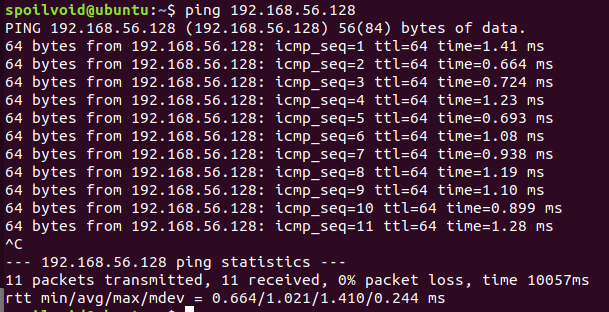 spoilvoid@ubuntu:~$ ping 192.168.56.128
PING 192.168.56.128 (192.168.56.128) 56(84) bytes of data.
64 bytes from 192.168.56.128: icmp_seq=1 ttl=64 time=1.41 ms
64 bytes from 192.168.56.128: icmp_seq=2 ttl=64 time=0.664 ms
64 bytes from 192.168.56.128: icmp_seq=3 ttl=64 time=0.724 ms
64 bytes from 192.168.56.128: icmp_seq=4 ttl=64 time=1.23 ms
64 bytes from 192.168.56.128: icmp_seq=5 ttl=64 time=0.693 ms
64 bytes from 192.168.56.128: icmp_seq=6 ttl=64 time=1.08 ms
64 bytes from 192.168.56.128: icmp_seq=7 ttl=64 time=0.938 ms
64 bytes from 192.168.56.128: icmp_seq=8 ttl=64 time=1.19 ms
64 bytes from 192.168.56.128: icmp_seq=9 ttl=64 time=1.10 ms
64 bytes from 192.168.56.128: icmp_seq=10 ttl=64 time=0.899 ms
64 bytes from 192.168.56.128: icmp_seq=11 ttl=64 time=1.28 ms
^C
--- 192.168.56.128 ping statistics ---
11 packets transmitted, 11 received, 0% packet loss, time 10057ms
rtt min/avg/max/mdev = 0.664/1.021/1.410/0.244 ms
spoilvoid@ubuntu:~$